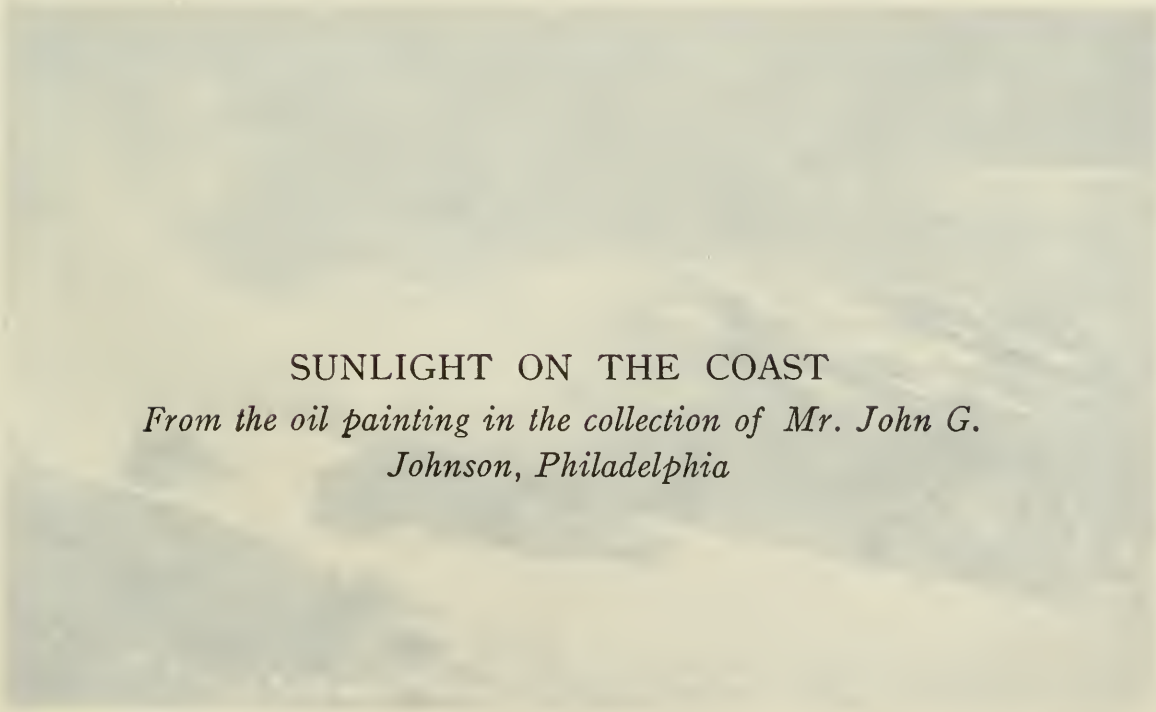 SUNLIGHT ON THE COAST
From the oil painting in the collection of Mr. John G.
Johnson, Philadelphia